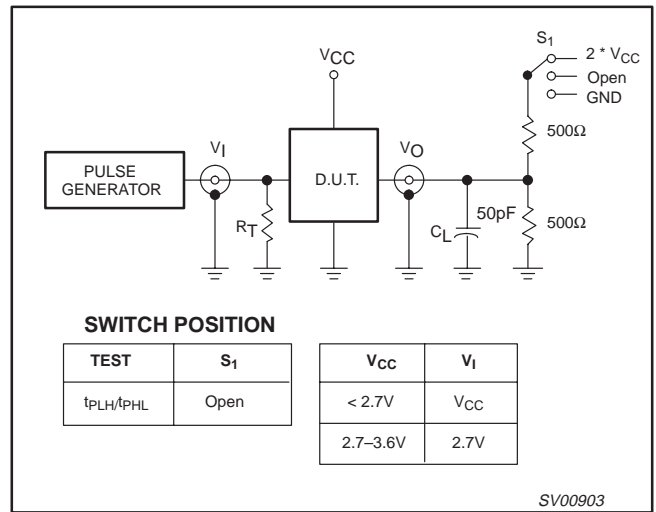 S1
2 * VCC
Open
GND
VCC
500Ω
VI
VO
PULSE
GENERATOR
D.U.T.
RT
50pF
CL
500Ω
SWITCH POSITION
TEST S1
tPLH/tPHL Open
VCC VI
< 2.7V VCC
2.7–3.6V 2.7V
SV00903